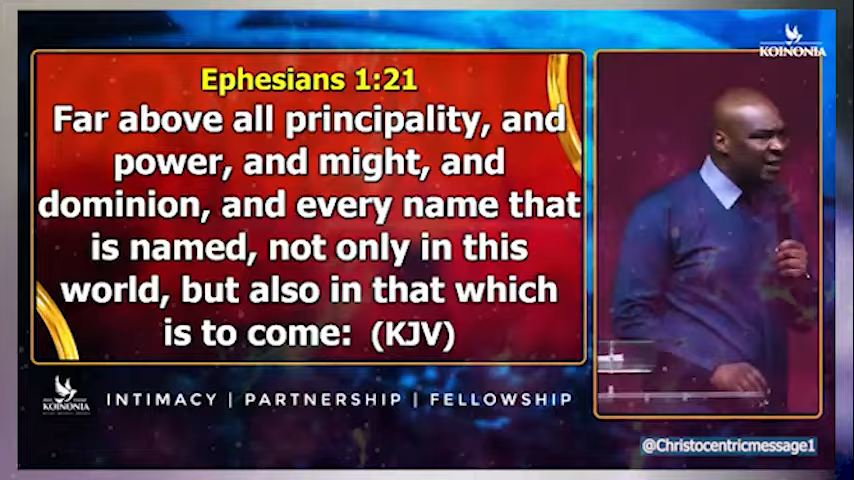 KOINONIA
Ephesians 1:21
Far above all principality, and
power, and might, and
dominion, and every name that
is named, not only in this
world, but also in that which
is to come: (KJV)
KOINONIA
INTIMACY | PARTNERSHIP | FELLOWSHIP
@Christocentricmessage1